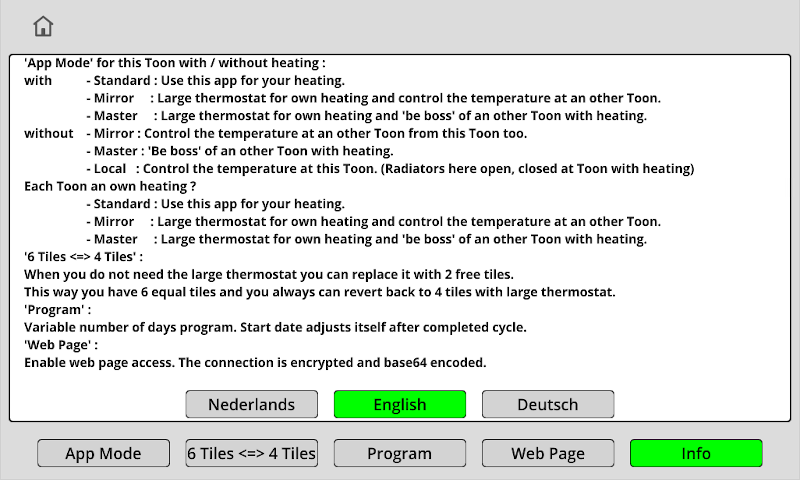 'App Mode' for this Toon with / without heating :
with - Standard : Use this app for your heating.
- Mirror : Large thermostat for own heating and control the temperature at an other Toon.
- Master : Large thermostat for own heating and 'be boss' of an other Toon with heating.
without - Mirror : Control the temperature at an other Toon from this Toon too.
- Master : 'Be boss' of an other Toon with heating.
- Local : Control the temperature at this Toon. (Radiators here open, closed at Toon with heating)
Each Toon an own heating ?
- Standard : Use this app for your heating.
- Mirror : Large thermostat for own heating and control the temperature at an other Toon.
- Master : Large thermostat for own heating and 'be boss' of an other Toon with heating.
'6 Tiles <=> 4 Tiles' :
When you do not need the large thermostat you can replace it with 2 free tiles.
This way you have 6 equal tiles and you always can revert back to 4 tiles with large thermostat.
'Program' :
Variable number of days program. Start date adjusts itself after completed cycle.
'Web Page' :
Enable web page access. The connection is encrypted and base64 encoded.
Nederlands English Deutsch
App Mode 6 Tiles <=> 4 Tiles Program Web Page Info